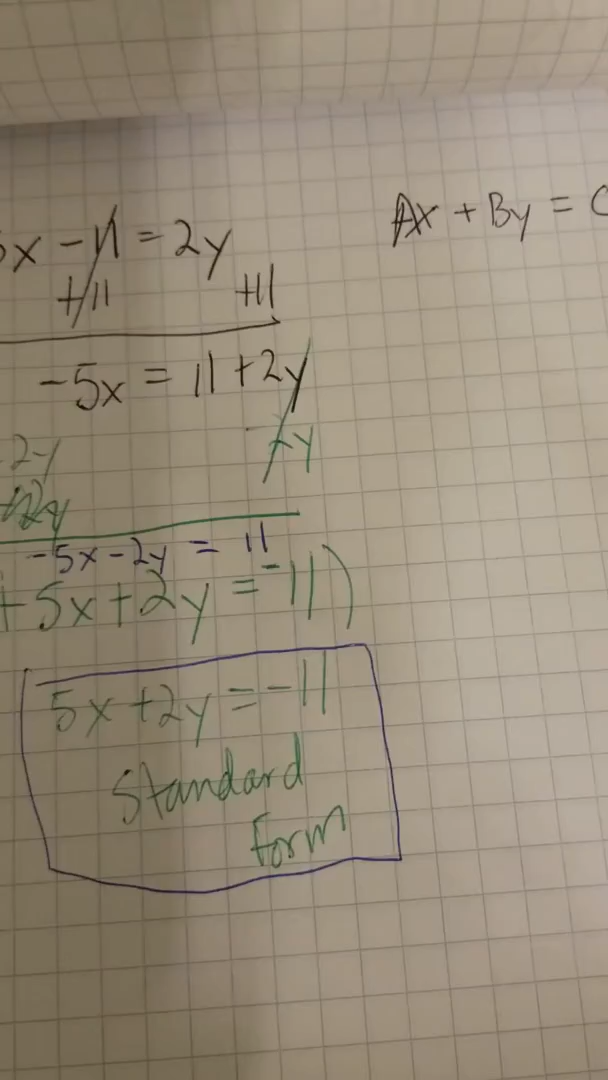 5x - 11 = 2y
Ax + By = C
+11 +11
-5x = 11 + 2y
-2y -y
-2y
-5x - 2y = 11
+5x + 2y = -11)
5x + 2y = -11
Standard
Form